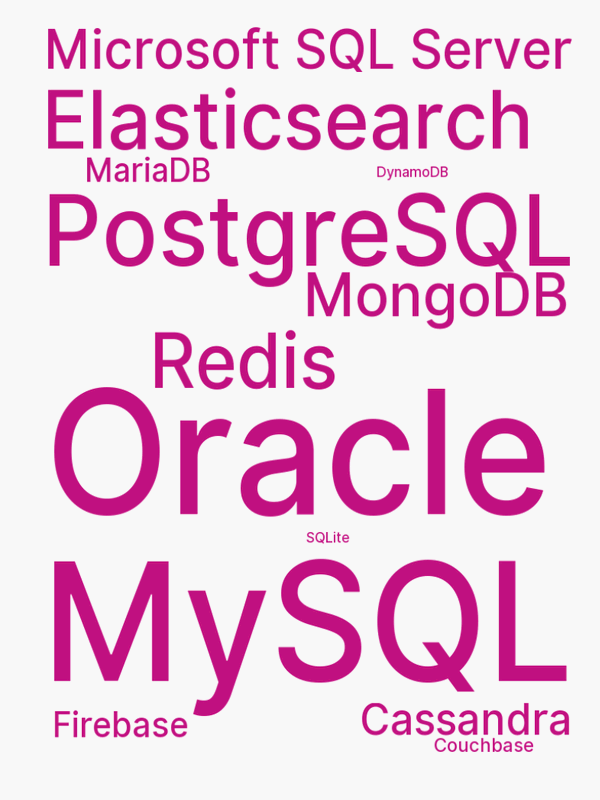 Microsoft SQL Server
Elasticsearch
MariaDB
DynamoDB
PostgreSQL
MongoDB
Redis
Oracle
SQLite
MySQL
Firebase
Cassandra
Couchbase